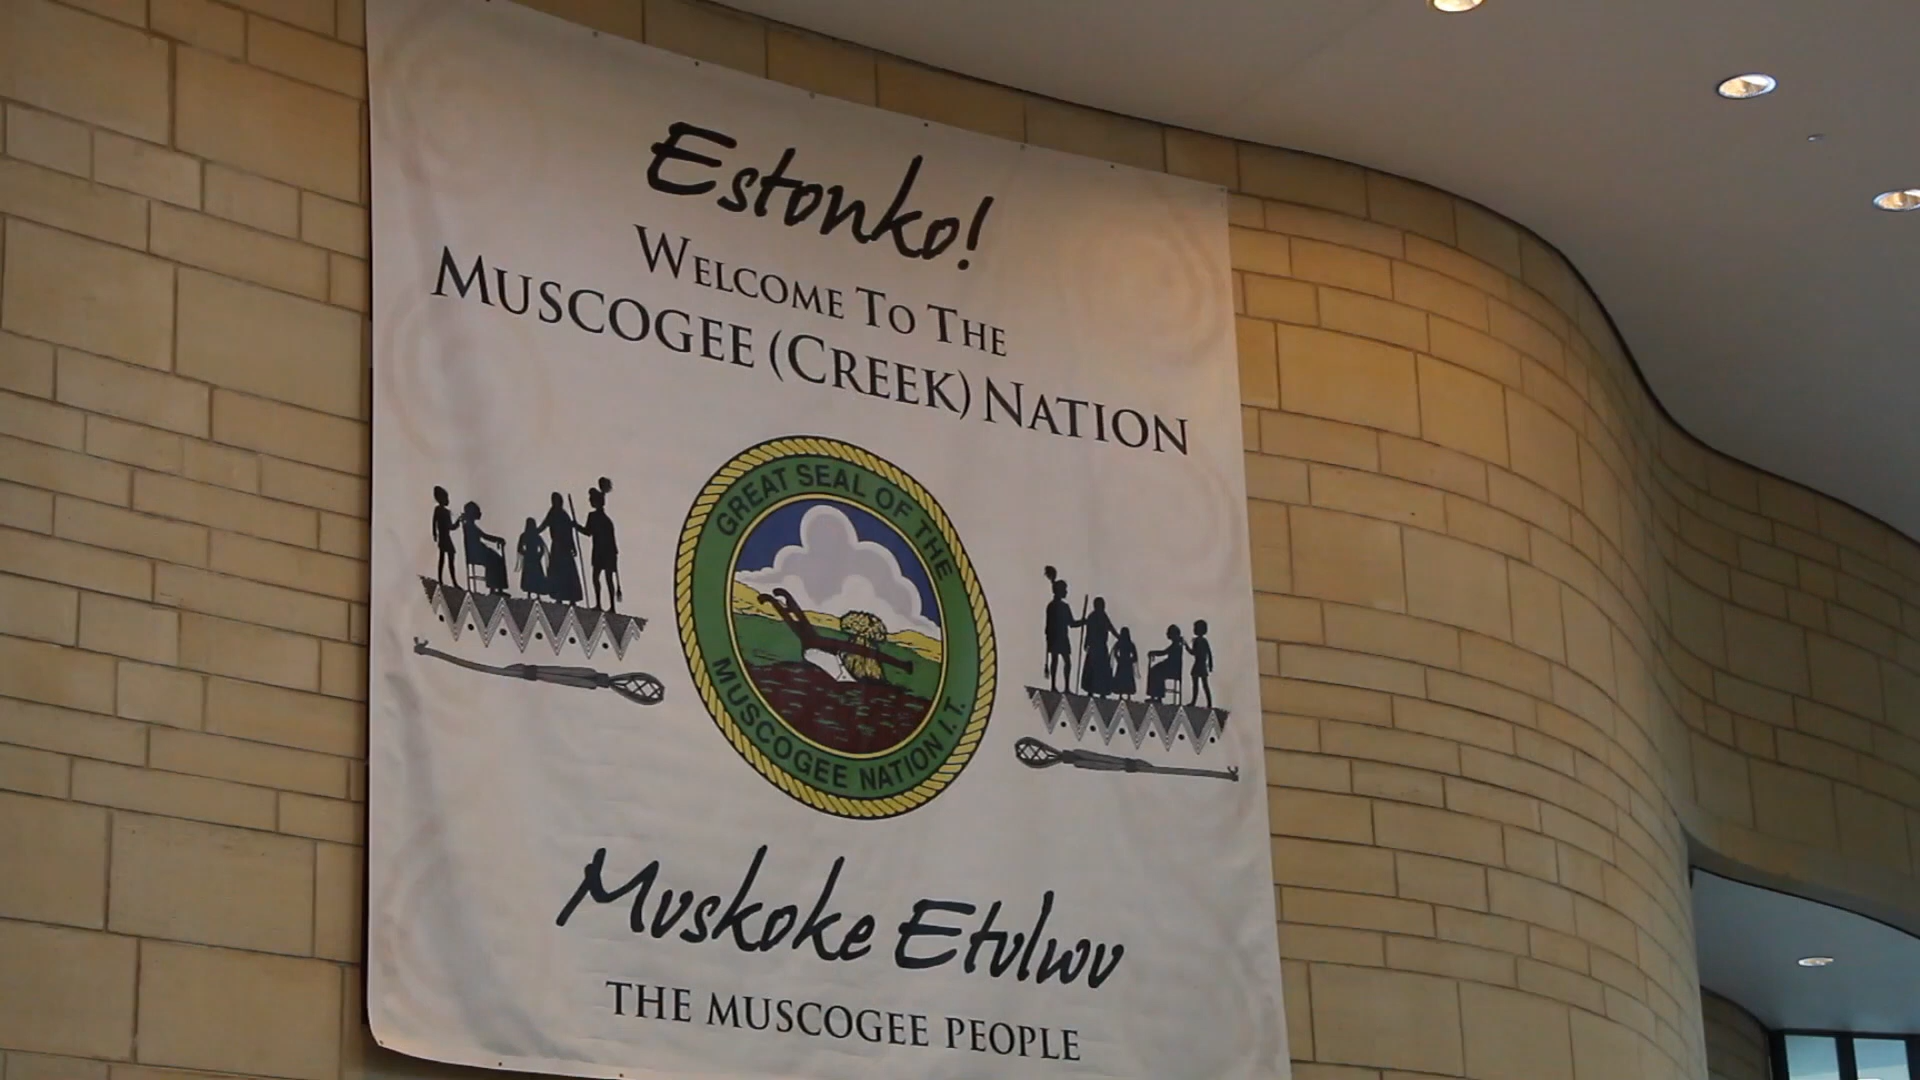 Estonko!
WELCOME TO THE
MUSCOGEE (CREEK) NATION
GREAT SEAL OF THE
MUSCOGEE NATION I.T.
Mvskoke Etvlwv
THE MUSCOGEE PEOPLE